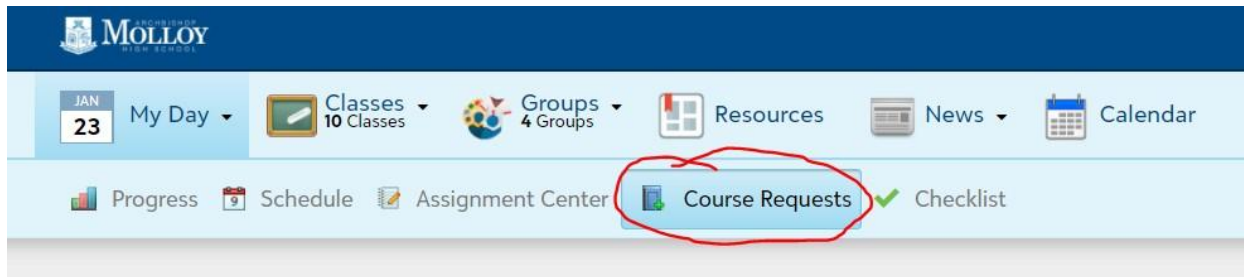 ARCHBISHOP
MOLLOY
HIGH SCHOOL
JAN
23
My Day
Classes
10 Classes
Groups
4 Groups
Resources
News
Calendar
Progress
9
Schedule
Assignment Center
Course Requests
Checklist